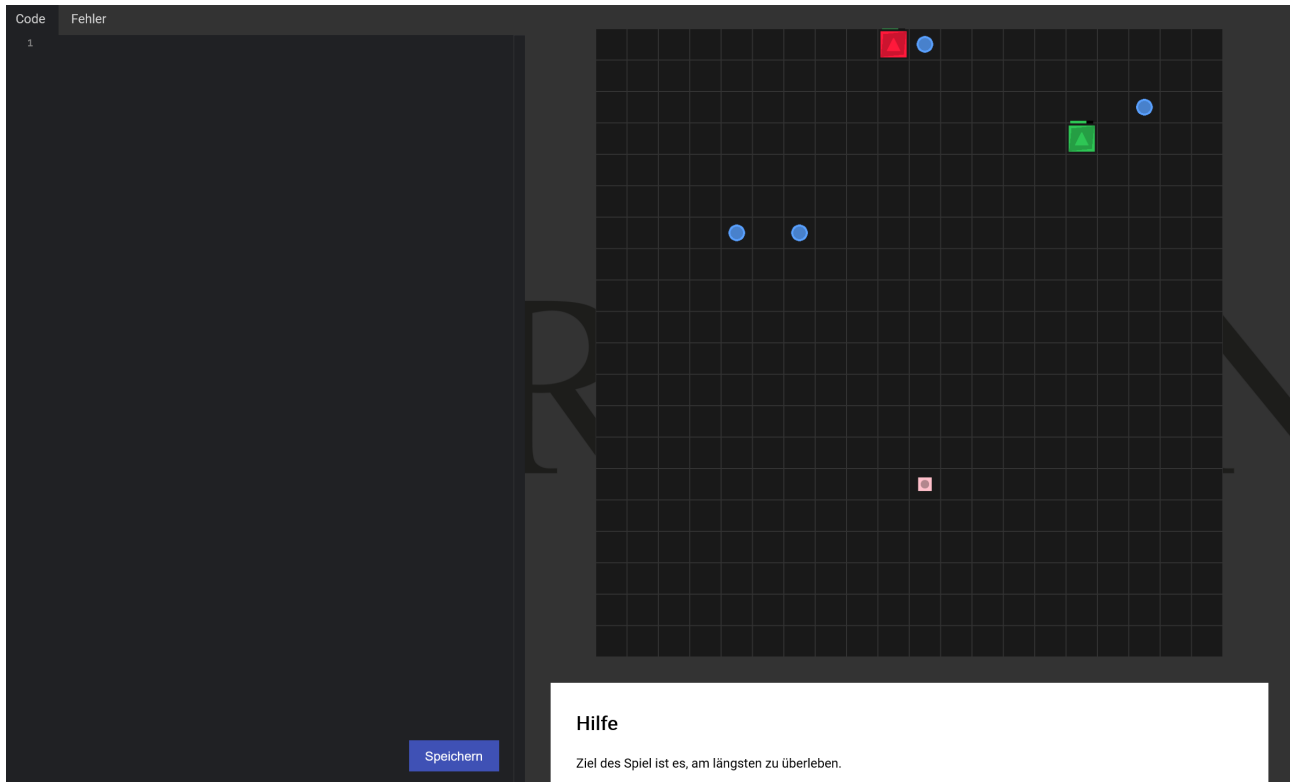 Code Fehler
1
R N
Speichern
Hilfe
Ziel des Spiel ist es, am längsten zu überleben.